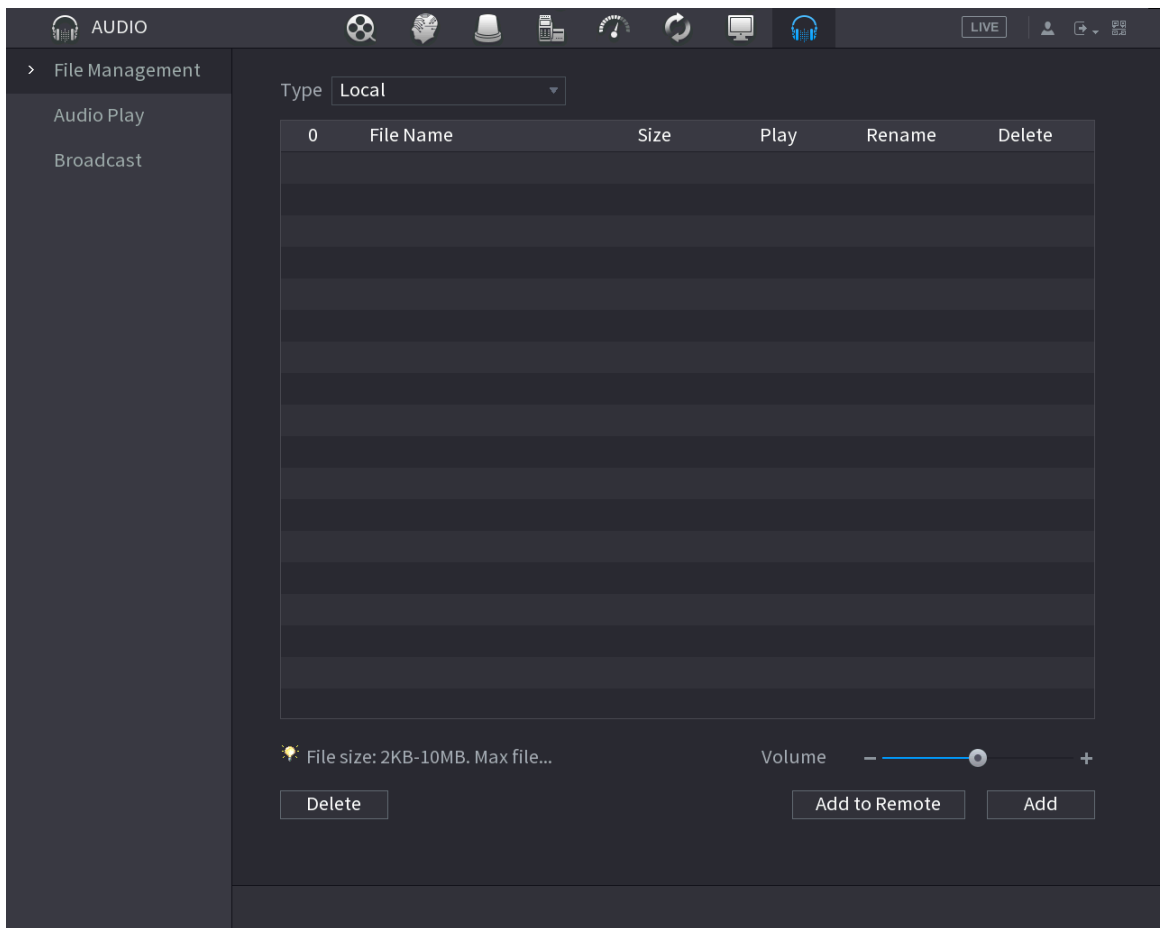 AUDIO
LIVE
File Management
Audio Play
Broadcast
Type Local
0 File Name Size Play Rename Delete
File size: 2KB-10MB. Max file...
Volume
Delete
Add to Remote
Add